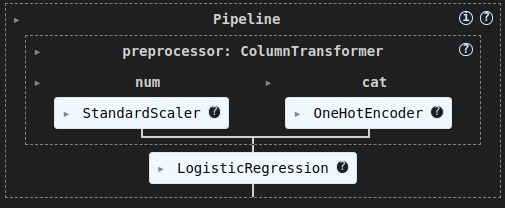 Pipeline i ?
preprocessor: ColumnTransformer ?
num cat
StandardScaler ? OneHotEncoder ?
LogisticRegression ?